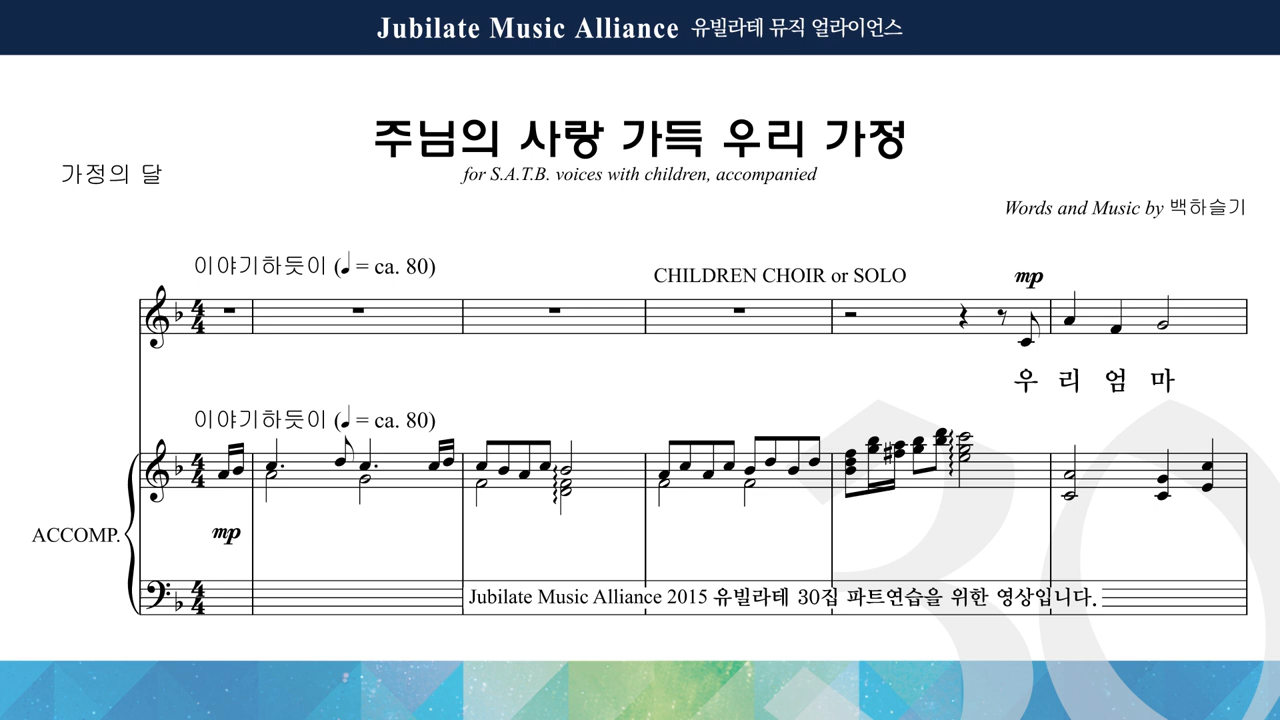 Jubilate Music Alliance 유빌라테 뮤직 얼라이언스
주님의 사랑 가득 우리 가정
가정의 달
for S.A.T.B. voices with children, accompanied
Words and Music by 백하슬기
이야기하듯이 (♩ = ca. 80)
CHILDREN CHOIR or SOLO
mp
우 리 엄 마
이야기하듯이 (♩ = ca. 80)
mp
ACCOMP.
Jubilate Music Alliance 2015 유빌라테 30집 파트연습을 위한 영상입니다.
30